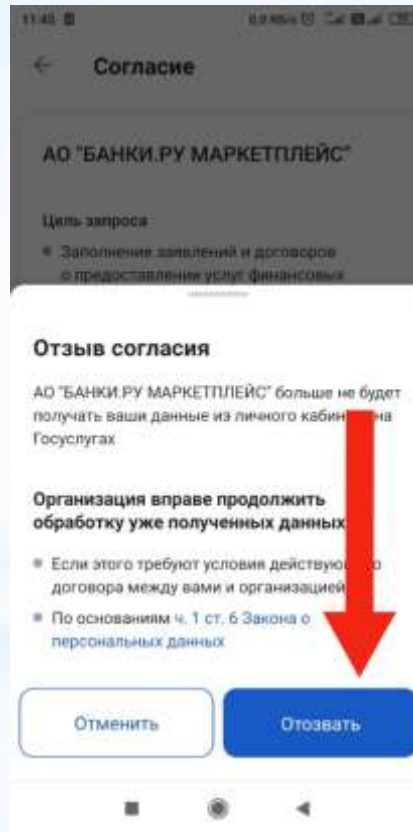 11:45
Согласие
АО "БАНКИ.РУ МАРКЕТПЛЕЙС"
Цель запроса
Заполнение заявлений и договоров
о предоставлении услуг финансовых
Отзыв согласия
АО "БАНКИ.РУ МАРКЕТПЛЕЙС" больше не будет
получать ваши данные из личного на
Госуслугах
Организация вправе продолжить
обработку уже полученных данных
Если этого требуют условия
договора между вами и организацией
По основаниям ч. 1 ст. 6 Закона о
персональных данных
Отменить
Отозвать